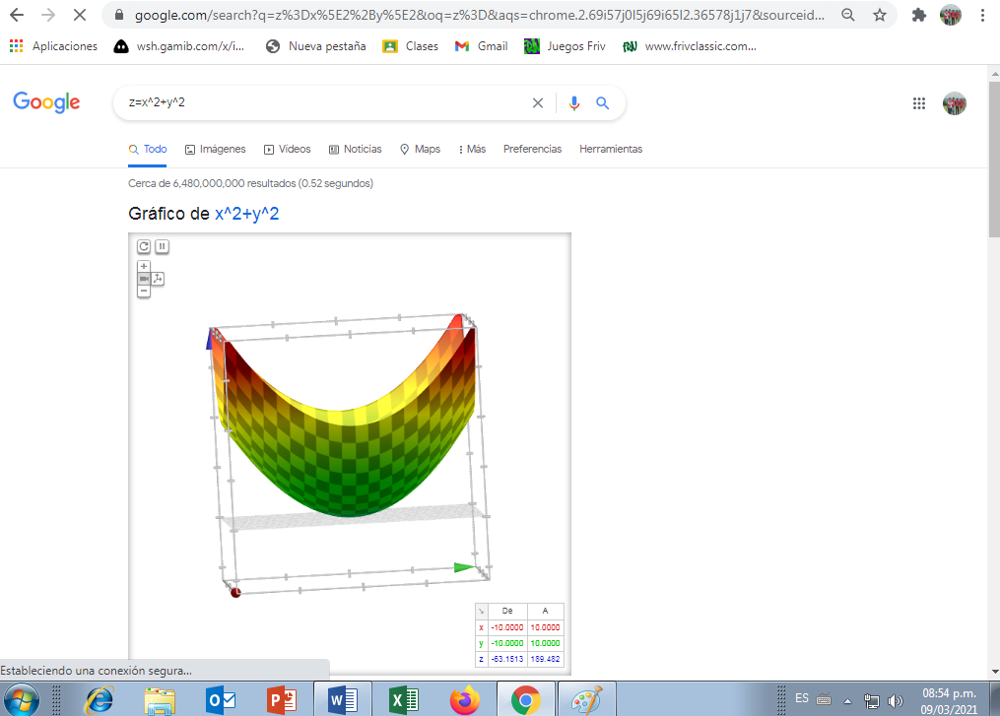 google.com/search?q=z%3Dx%5E2%2By%5E2&oq=z%3D&aqs=chrome.2.69i57j0l5j69i65l2.36578j1j7&sourceid...
Aplicaciones wsh.gamib.com/x/i... Nueva pestaña Clases Gmail Juegos Friv www.frivclassic.com...
Google z=x^2+y^2
Todo Imágenes Videos Noticias Maps Más Preferencias Herramientas
Cerca de 6,480,000,000 resultados (0.52 segundos)
Gráfico de x^2+y^2
De A
x -10.0000 10.0000
y -10.0000 10.0000
z -63.1513 189.482
Estableciendo una conexión segura...
ES 08:54 p.m.
09/03/2021